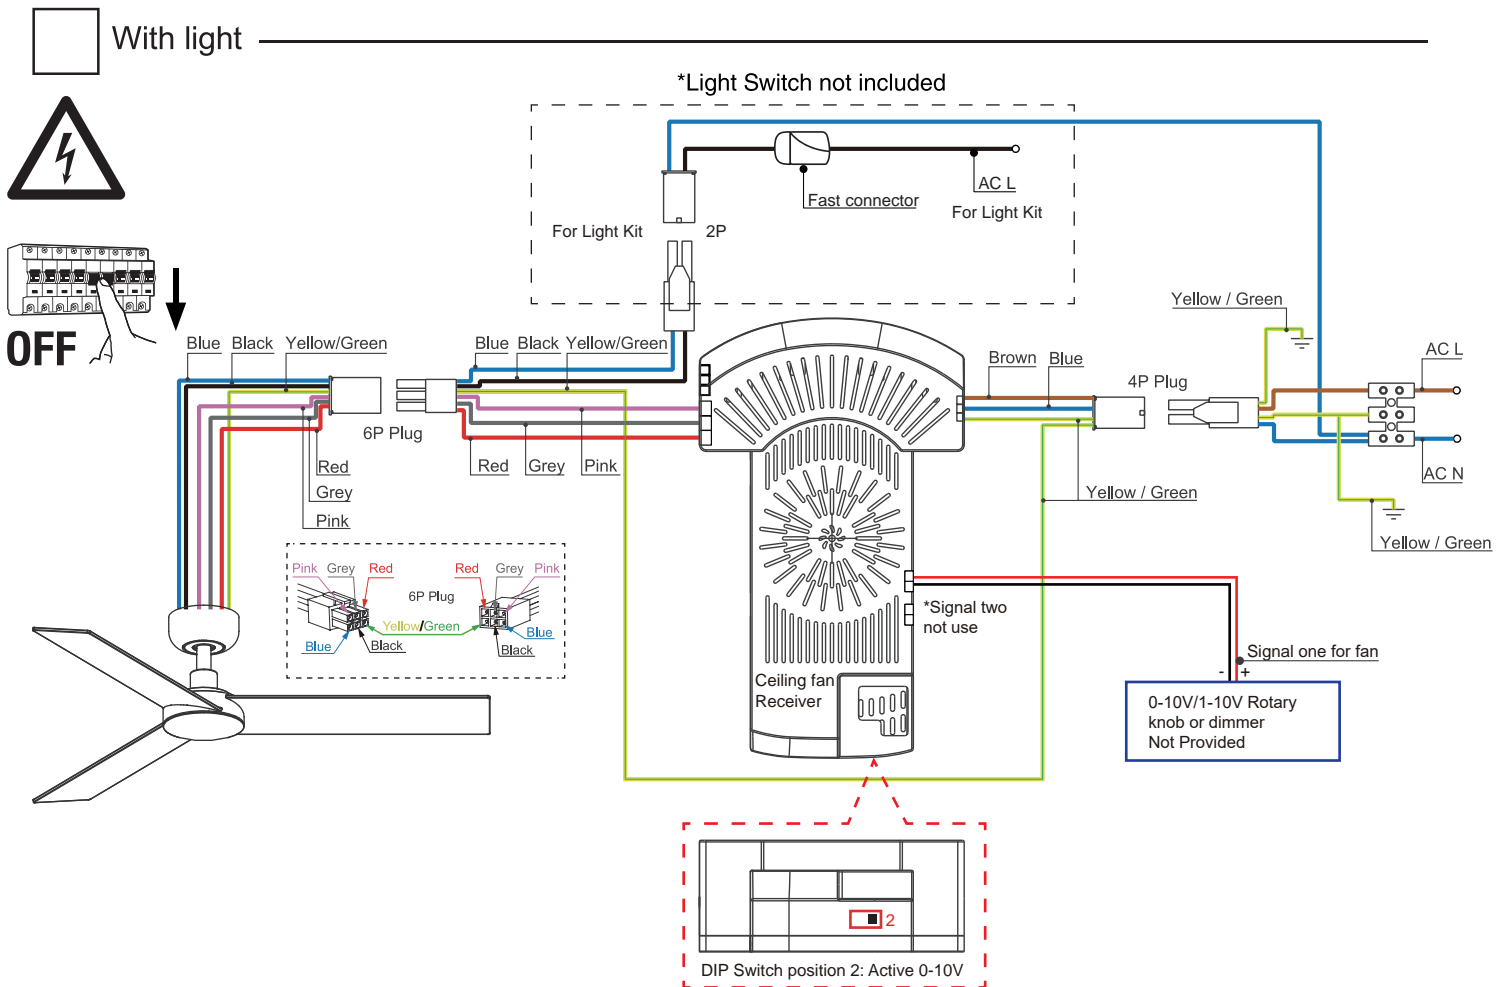 With light
*Light Switch not included
Fast connector
AC L
For Light Kit
For Light Kit
2P
OFF
Blue
Black
Yellow/Green
Blue
Black
Yellow/Green
6P Plug
Red
Grey
Pink
Red
Grey
Pink
Brown
Blue
4P Plug
Yellow / Green
AC L
AC N
Yellow / Green
Yellow / Green
Pink
Grey
Red
6P Plug
Red
Grey
Pink
Yellow/Green
Blue
Black
Black
Blue
*Signal two
not use
Signal one for fan
- +
Ceiling fan
Receiver
0-10V/1-10V Rotary
knob or dimmer
Not Provided
2
DIP Switch position 2: Active 0-10V